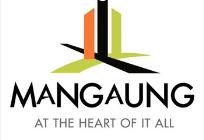 MANGAUNG
AT THE HEART OF IT ALL